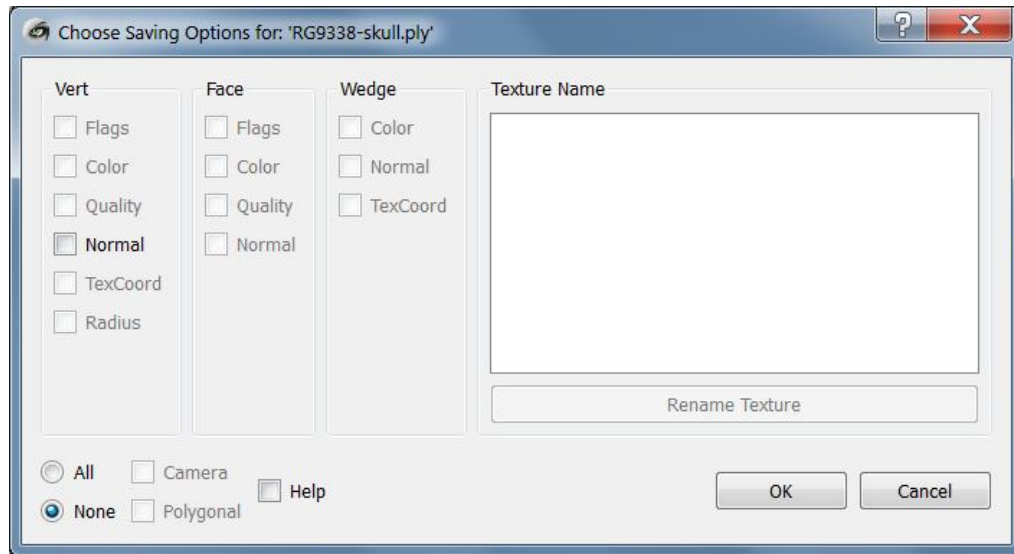 Choose Saving Options for: 'RG9338-skull.ply'
Vert
Flags
Color
Quality
Normal
TexCoord
Radius
Face
Flags
Color
Quality
Normal
Wedge
Color
Normal
TexCoord
Texture Name
Rename Texture
All
None
Camera
Polygonal
Help
OK
Cancel